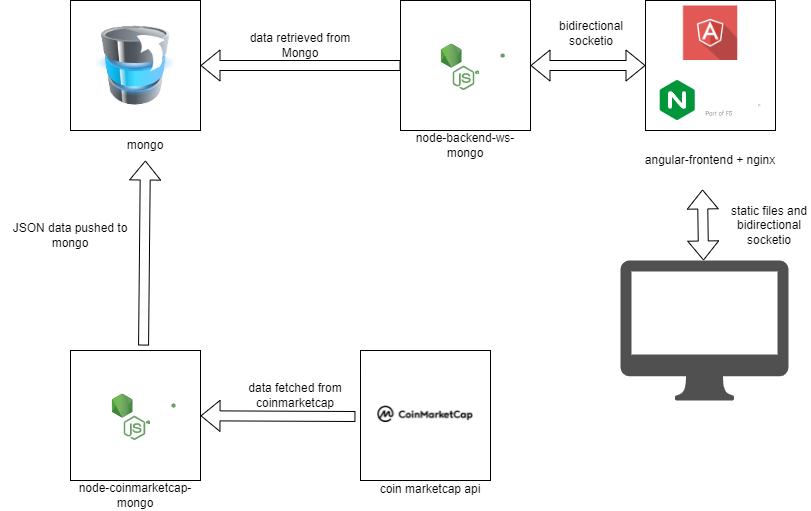 data retrieved from
Mongo
bidirectional
socketio
JS
N
Part of F5
mongo
node-backend-ws-
mongo
angular-frontend + nginx
JSON data pushed to
mongo
static files and
bidirectional
socketio
data fetched from
coinmarketcap
JS
CoinMarketCap
node-coinmarketcap-
mongo
coin marketcap api